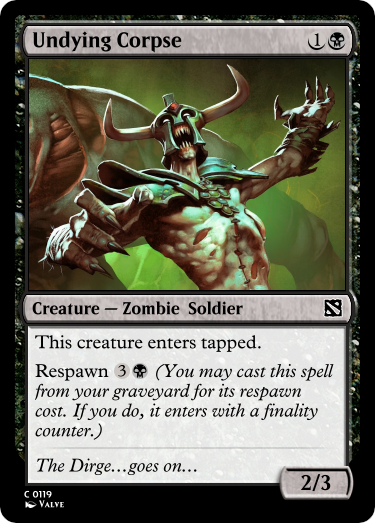 Undying Corpse 1
Creature — Zombie Soldier
This creature enters tapped.
Respawn 3 (You may cast this spell
from your graveyard for its respawn
cost. If you do, it enters with a finality
counter.)
The Dirge...goes on...
2/3
C 0119
Valve